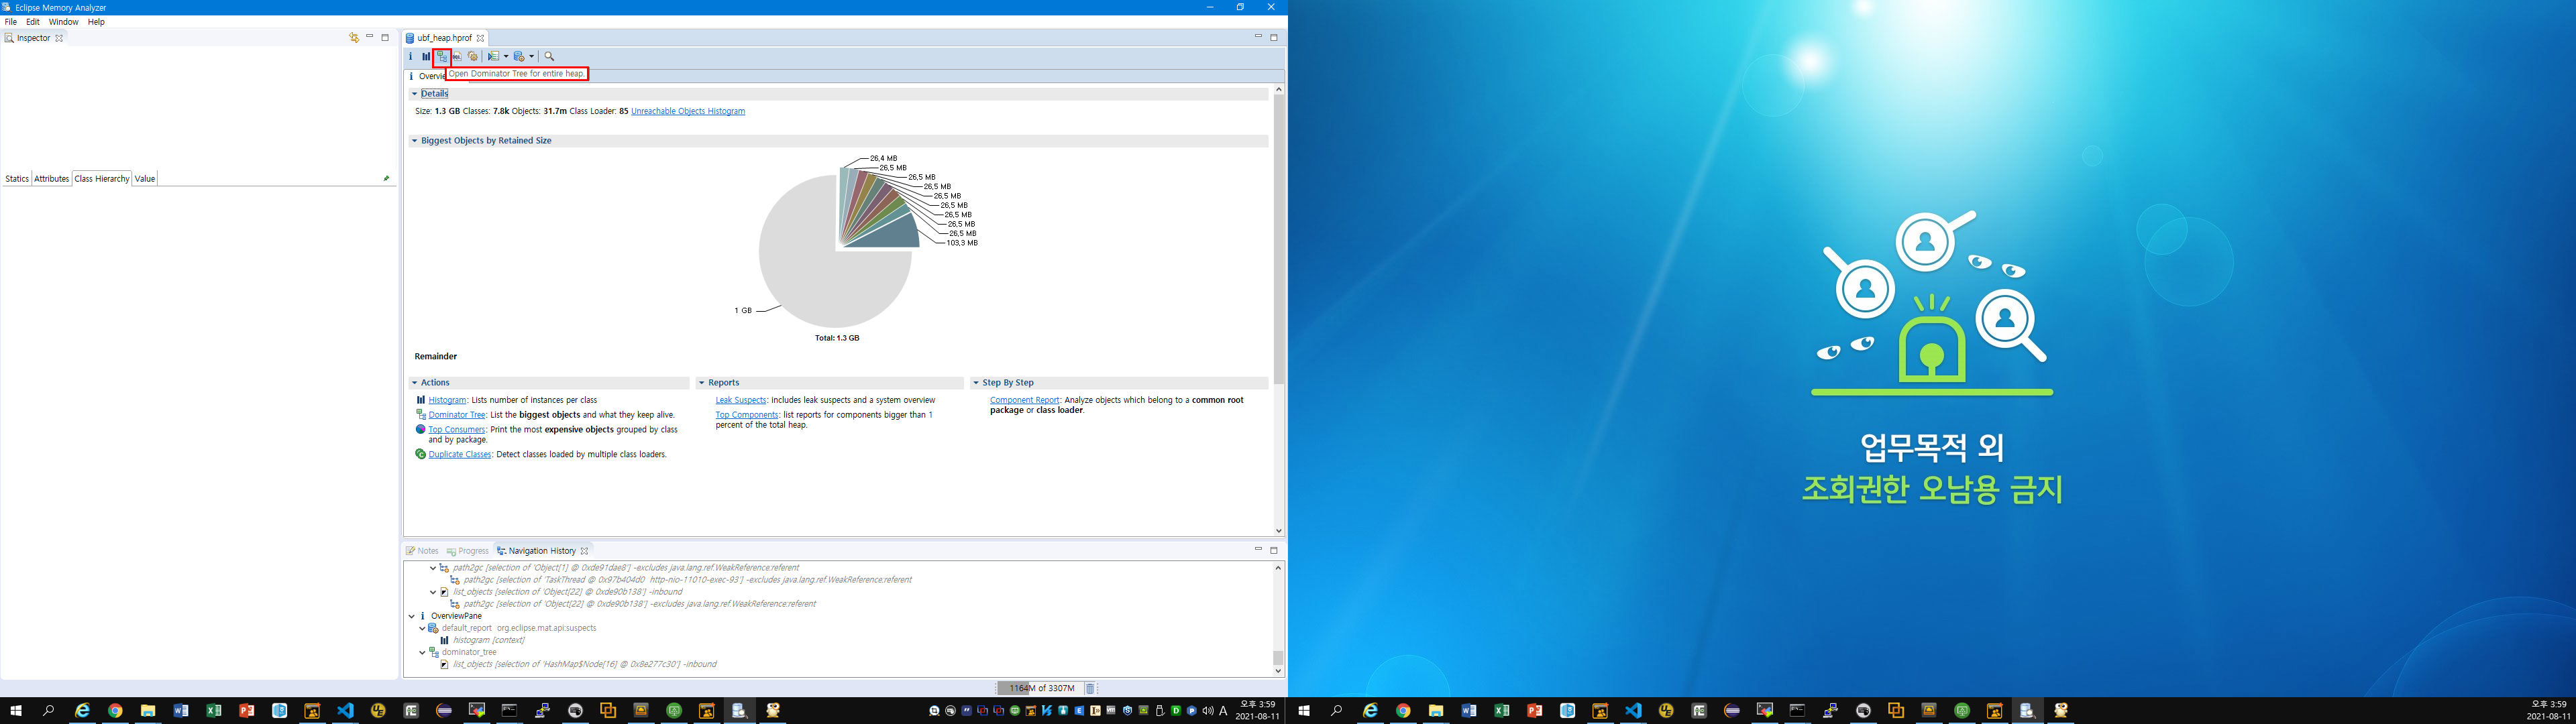 Eclipse Memory Analyzer
File Edit Window Help
Inspector
ubf_heap.hprof
Open Dominator Tree for entire heap.
i Overvie
Statics Attributes Class Hierarchy Value
Details
Size: 1.3 GB Classes: 7.8k Objects: 31.7m Class Loader: 85 Unreachable Objects Histogram
Biggest Objects by Retained Size
26,4 MB
26,5 MB
26,5 MB
26,5 MB
26,5 MB
26,5 MB
26,5 MB
26,5 MB
26,5 MB
103,3 MB
1 GB
Total: 1.3 GB
Remainder
Actions
Histogram: Lists number of instances per class
Dominator Tree: List the biggest objects and what they keep alive.
Top Consumers: Print the most expensive objects grouped by class
and by package.
Duplicate Classes: Detect classes loaded by multiple class loaders.
Reports
Leak Suspects: includes leak suspects and a system overview
Top Components: list reports for components bigger than 1
percent of the total heap.
Step By Step
Component Report: Analyze objects which belong to a common root
package or class loader.
Notes Progress Navigation History
path2gc [selection of 'Object[1] @ 0xde91dae8'] -excludes java.lang.ref.WeakReference:referent
path2gc [selection of 'TaskThread @ 0x97b404d0 http-nio-11010-exec-93'] -excludes java.lang.ref.WeakReference:referent
list_objects [selection of 'Object[22] @ 0xde90b138'] -inbound
path2gc [selection of 'Object[22] @ 0xde90b138'] -excludes java.lang.ref.WeakReference:referent
i OverviewPane
default_report org.eclipse.mat.api:suspects
histogram [context]
dominator_tree
list_objects [selection of 'HashMap$Node[16] @ 0x8e277c30'] -inbound
1164M of 3307M
A
오후 3:59
2021-08-11
업무목적 외
조회권한 오남용 금지
오후 3:59
2021-08-11